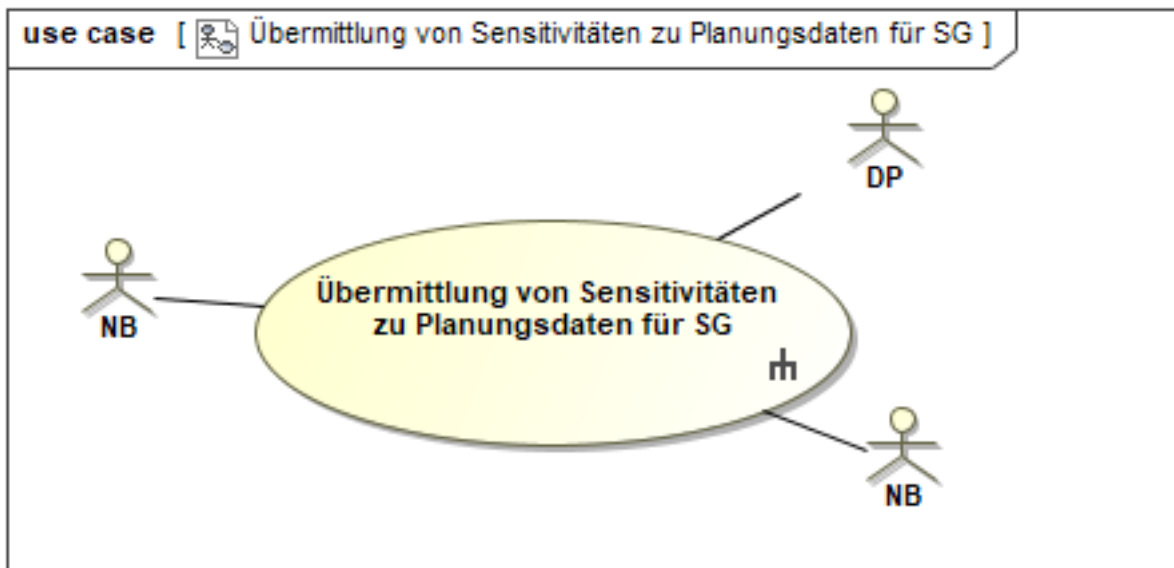 use case [ Übermittlung von Sensitivitäten zu Planungsdaten für SG ]
DP
NB
Übermittlung von Sensitivitäten
zu Planungsdaten für SG
NB